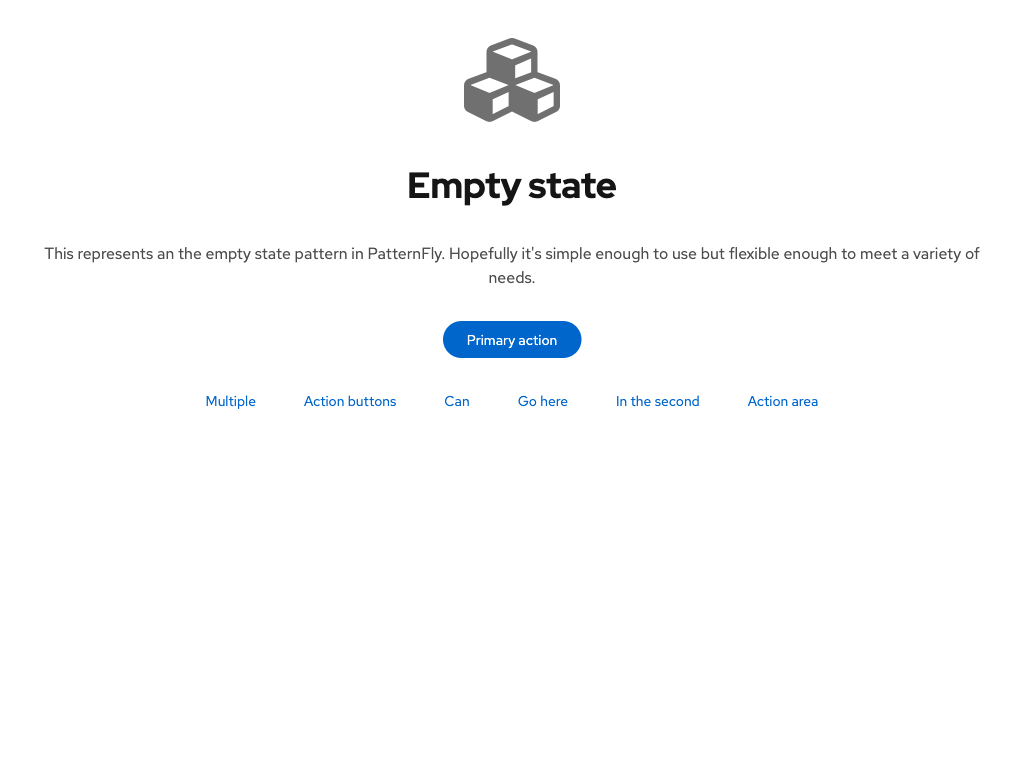 Empty state
This represents an the empty state pattern in PatternFly. Hopefully it's simple enough to use but flexible enough to meet a variety of
needs.
Primary action
Multiple Action buttons Can Go here In the second Action area